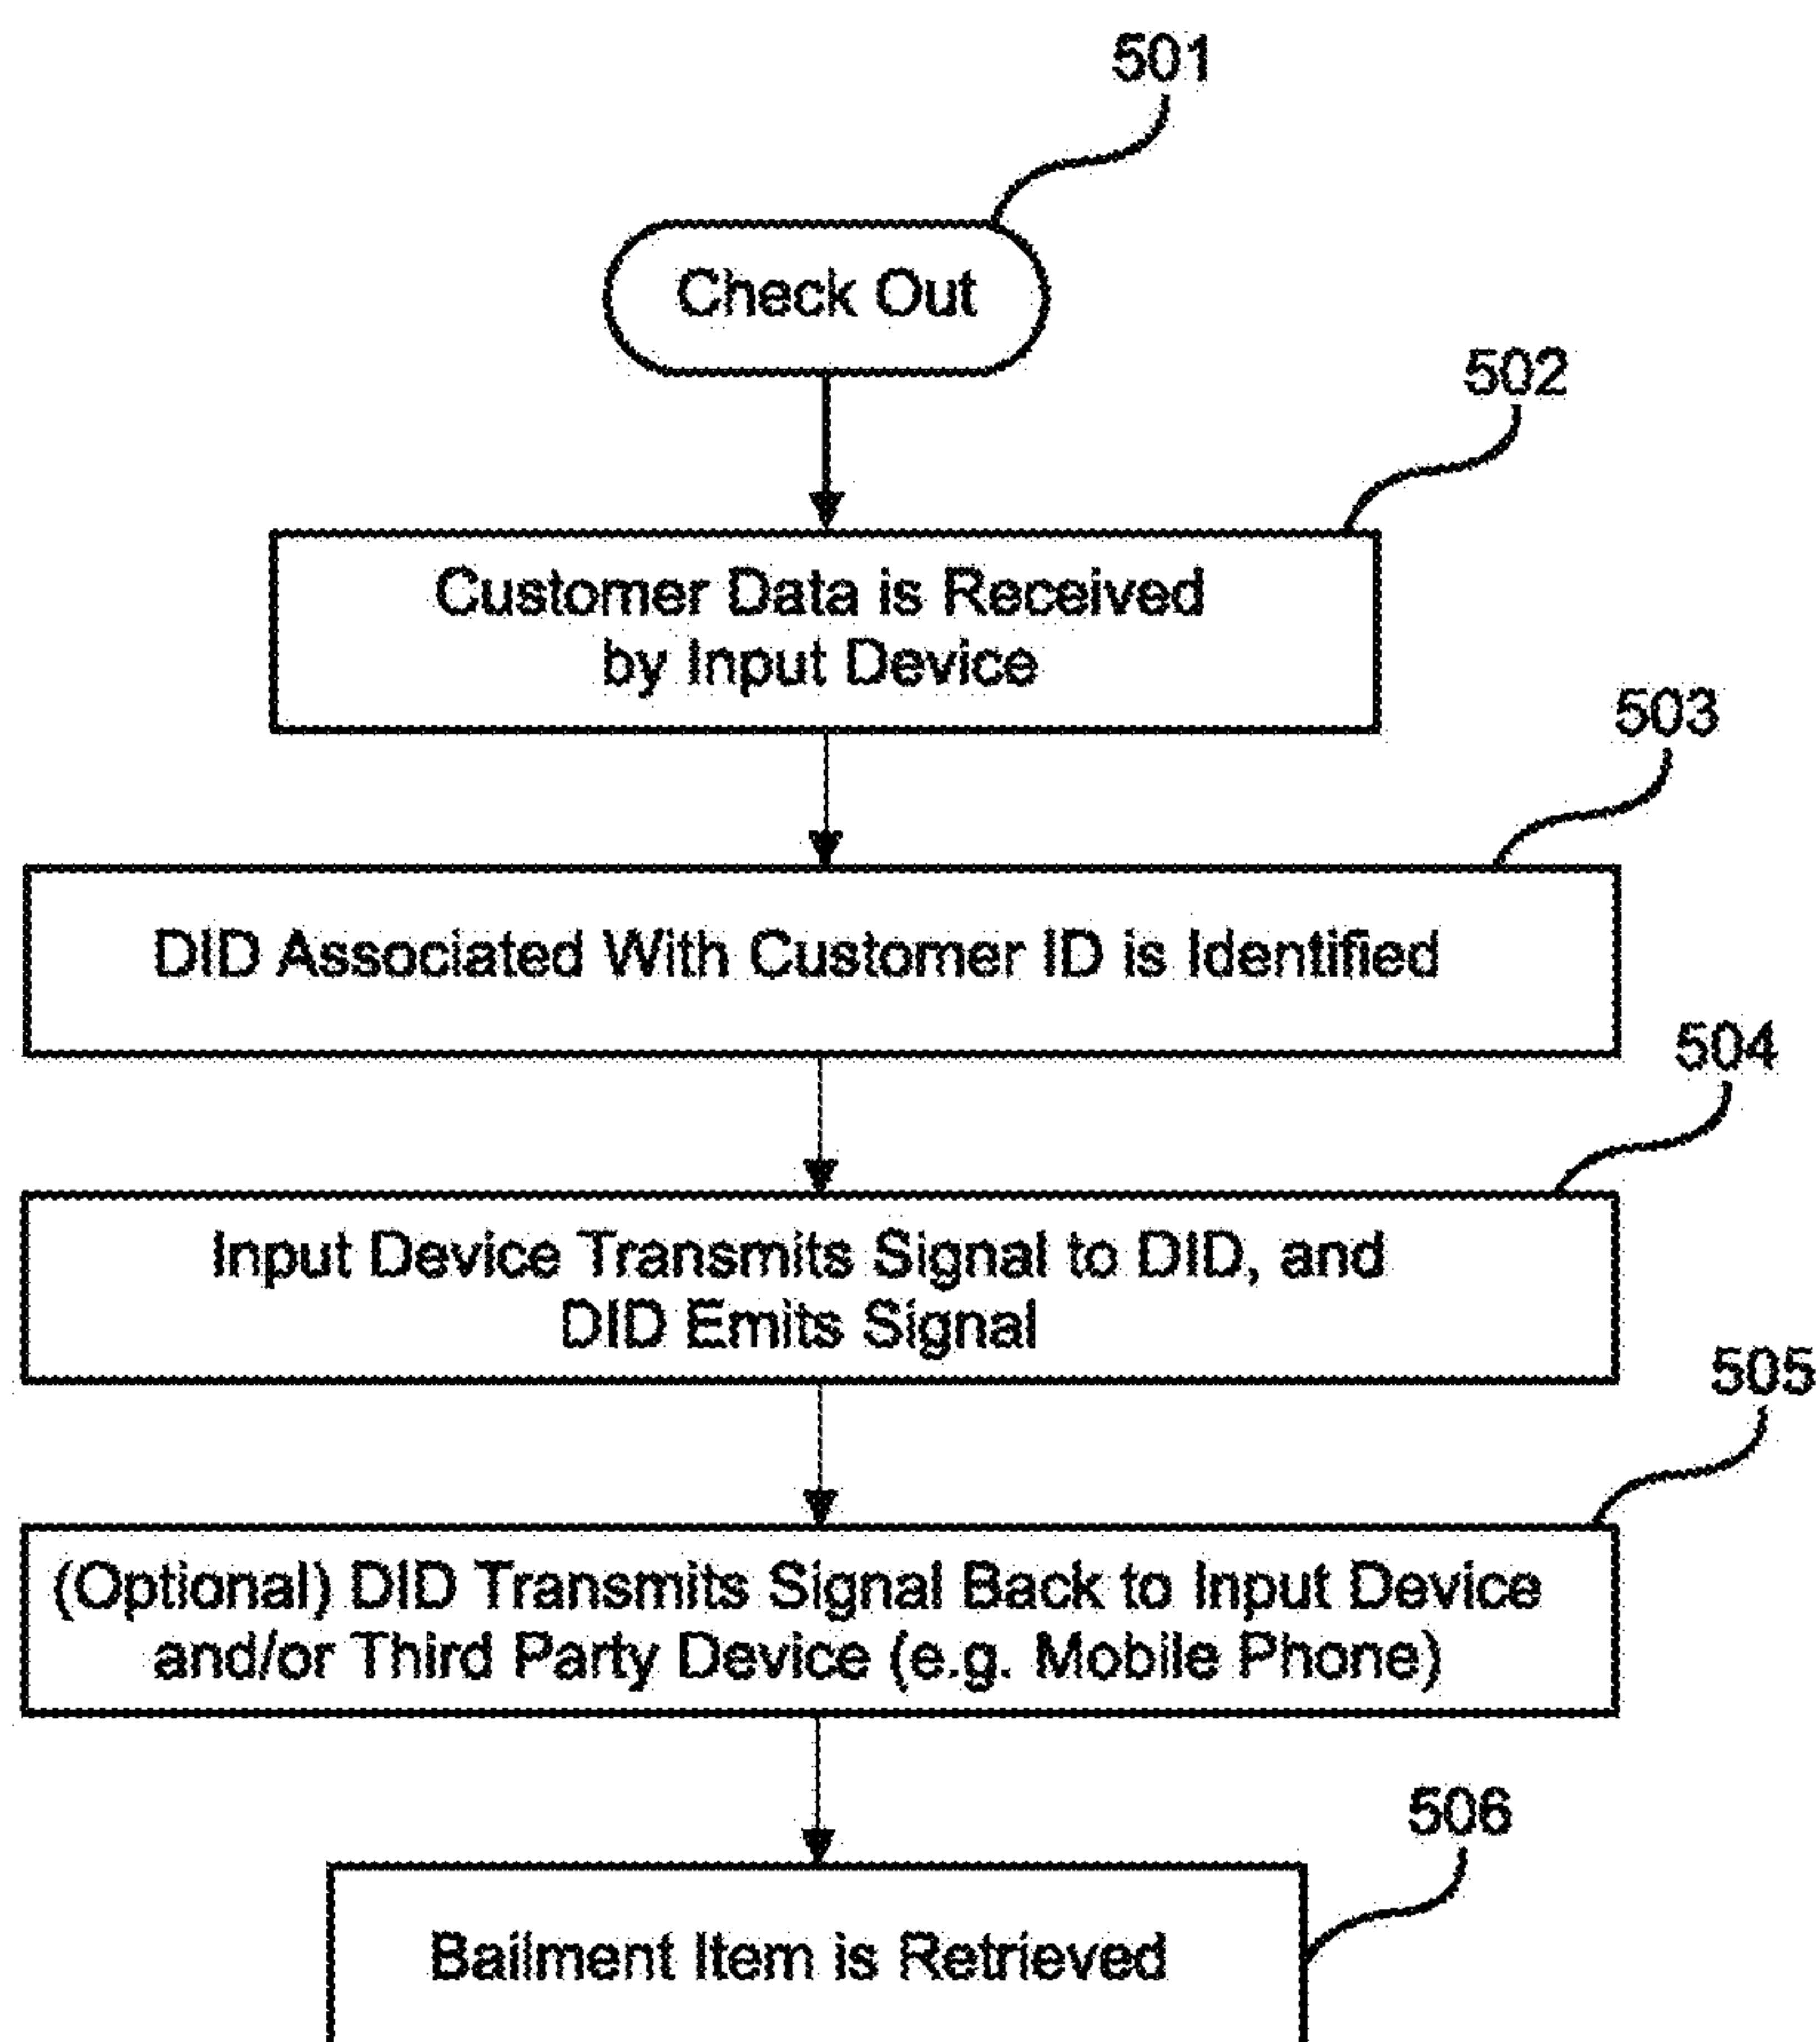 501
Check Out
502
Customer Data is Received
by Input Device
503
DID Associated With Customer ID is Identified
504
Input Device Transmits Signal to DID, and
DID Emits Signal
505
(Optional) DID Transmits Signal Back to Input Device
and/or Third Party Device (e.g. Mobile Phone)
506
Bailment Item is Retrieved